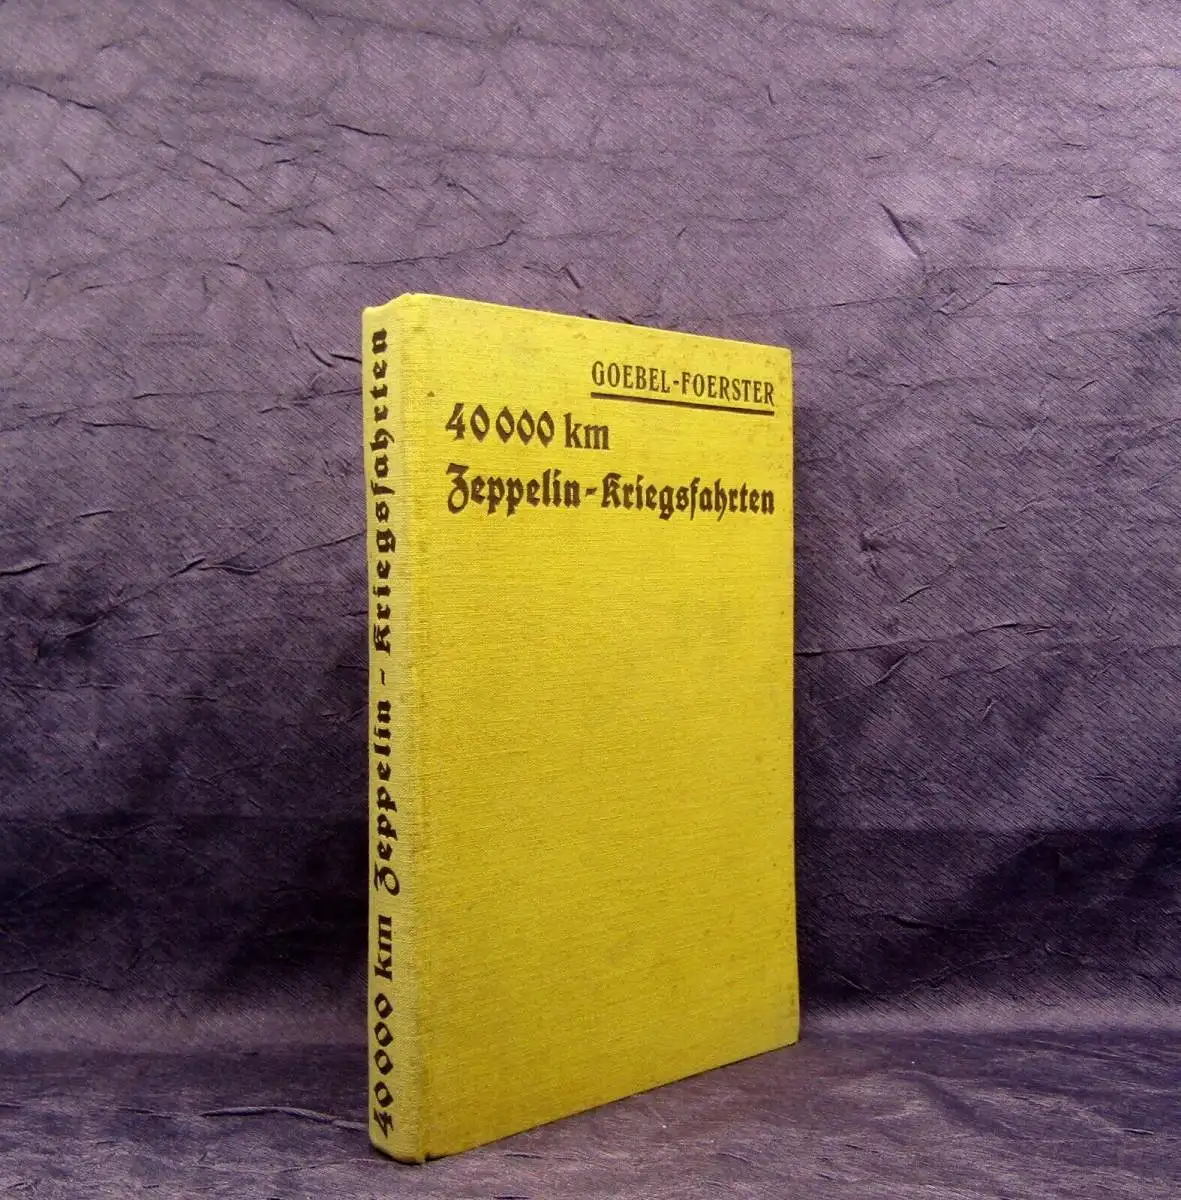 GOEBEL-FOERSTER
40000 km
Zeppelin-Kriegsfahrten
40000 km Zeppelin-Kriegsfahrten